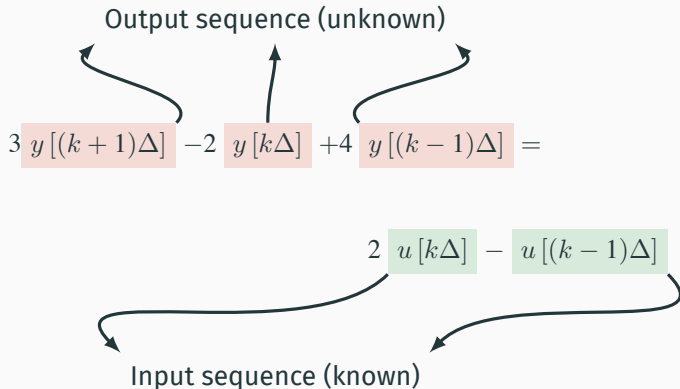 Output sequence (unknown)
3 y [(k + 1)Δ] −2 y [kΔ] +4 y [(k − 1)Δ] =
2 u [kΔ] − u [(k − 1)Δ]
Input sequence (known)